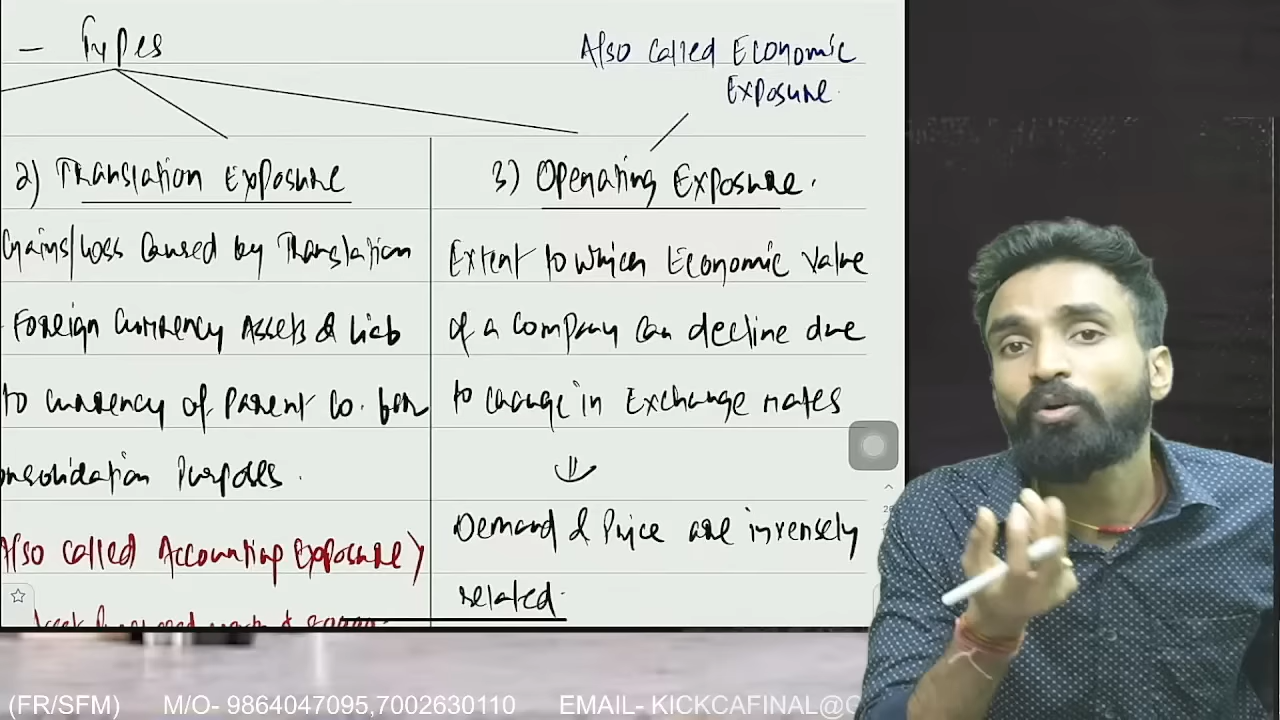 — Types
Also called Economic
Exposure.
2) Translation Exposure
Gains/Loss Caused by Translation
Foreign Currency Assets & Liab
to currency of Parent Co. for
onsolidation Purposes.
Also called Accounting Exposure)
3) Operating Exposure.
Extent to which Economic Value
of a Company can decline due
to change in Exchange rates
Demand & Price are inversely
related.
(FR/SFM) M/O- 9864047095,7002630110 EMAIL- KICKCAFINAL@G